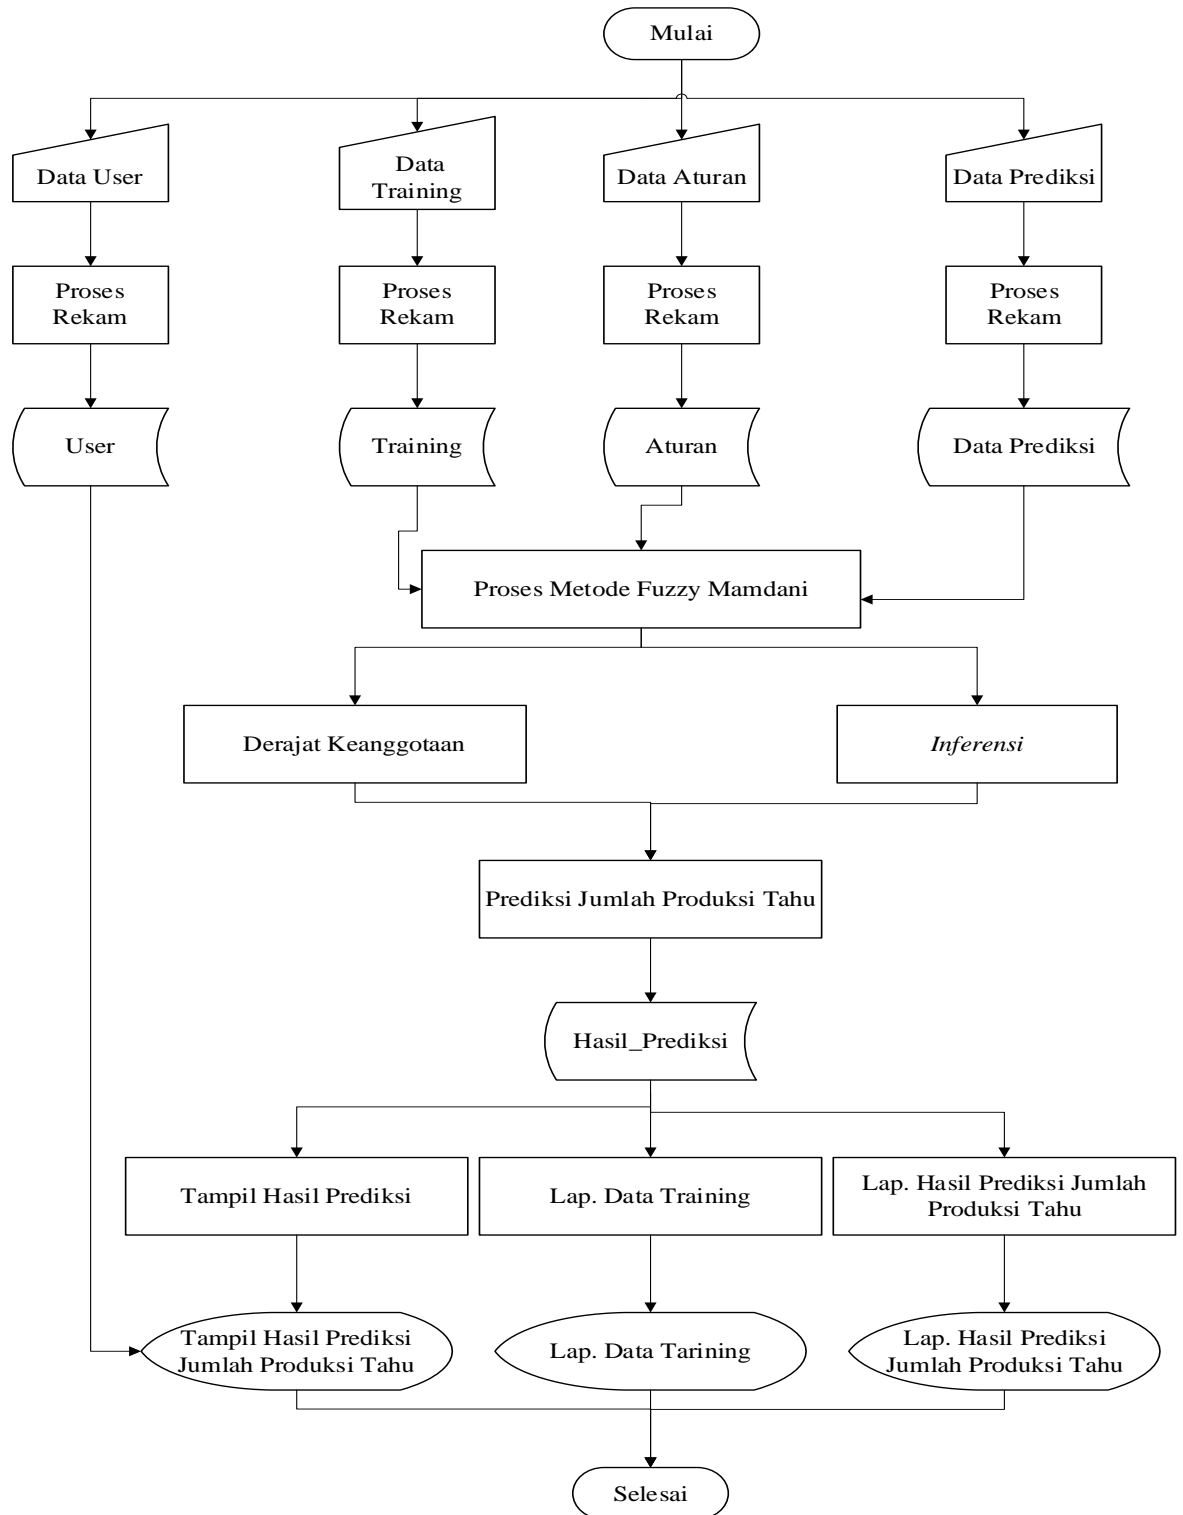 Mulai
Data User
Data
Training
Data Aturan
Data Prediksi
Proses
Rekam
Proses
Rekam
Proses
Rekam
Proses
Rekam
User
Training
Aturan
Data Prediksi
Proses Metode Fuzzy Mamdani
Derajat Keanggotaan
Inferensi
Prediksi Jumlah Produksi Tahu
Hasil_Prediksi
Tampil Hasil Prediksi
Lap. Data Training
Lap. Hasil Prediksi Jumlah
Produksi Tahu
Tampil Hasil Prediksi
Jumlah Produksi Tahu
Lap. Data Tarining
Lap. Hasil Prediksi
Jumlah Produksi Tahu
Selesai